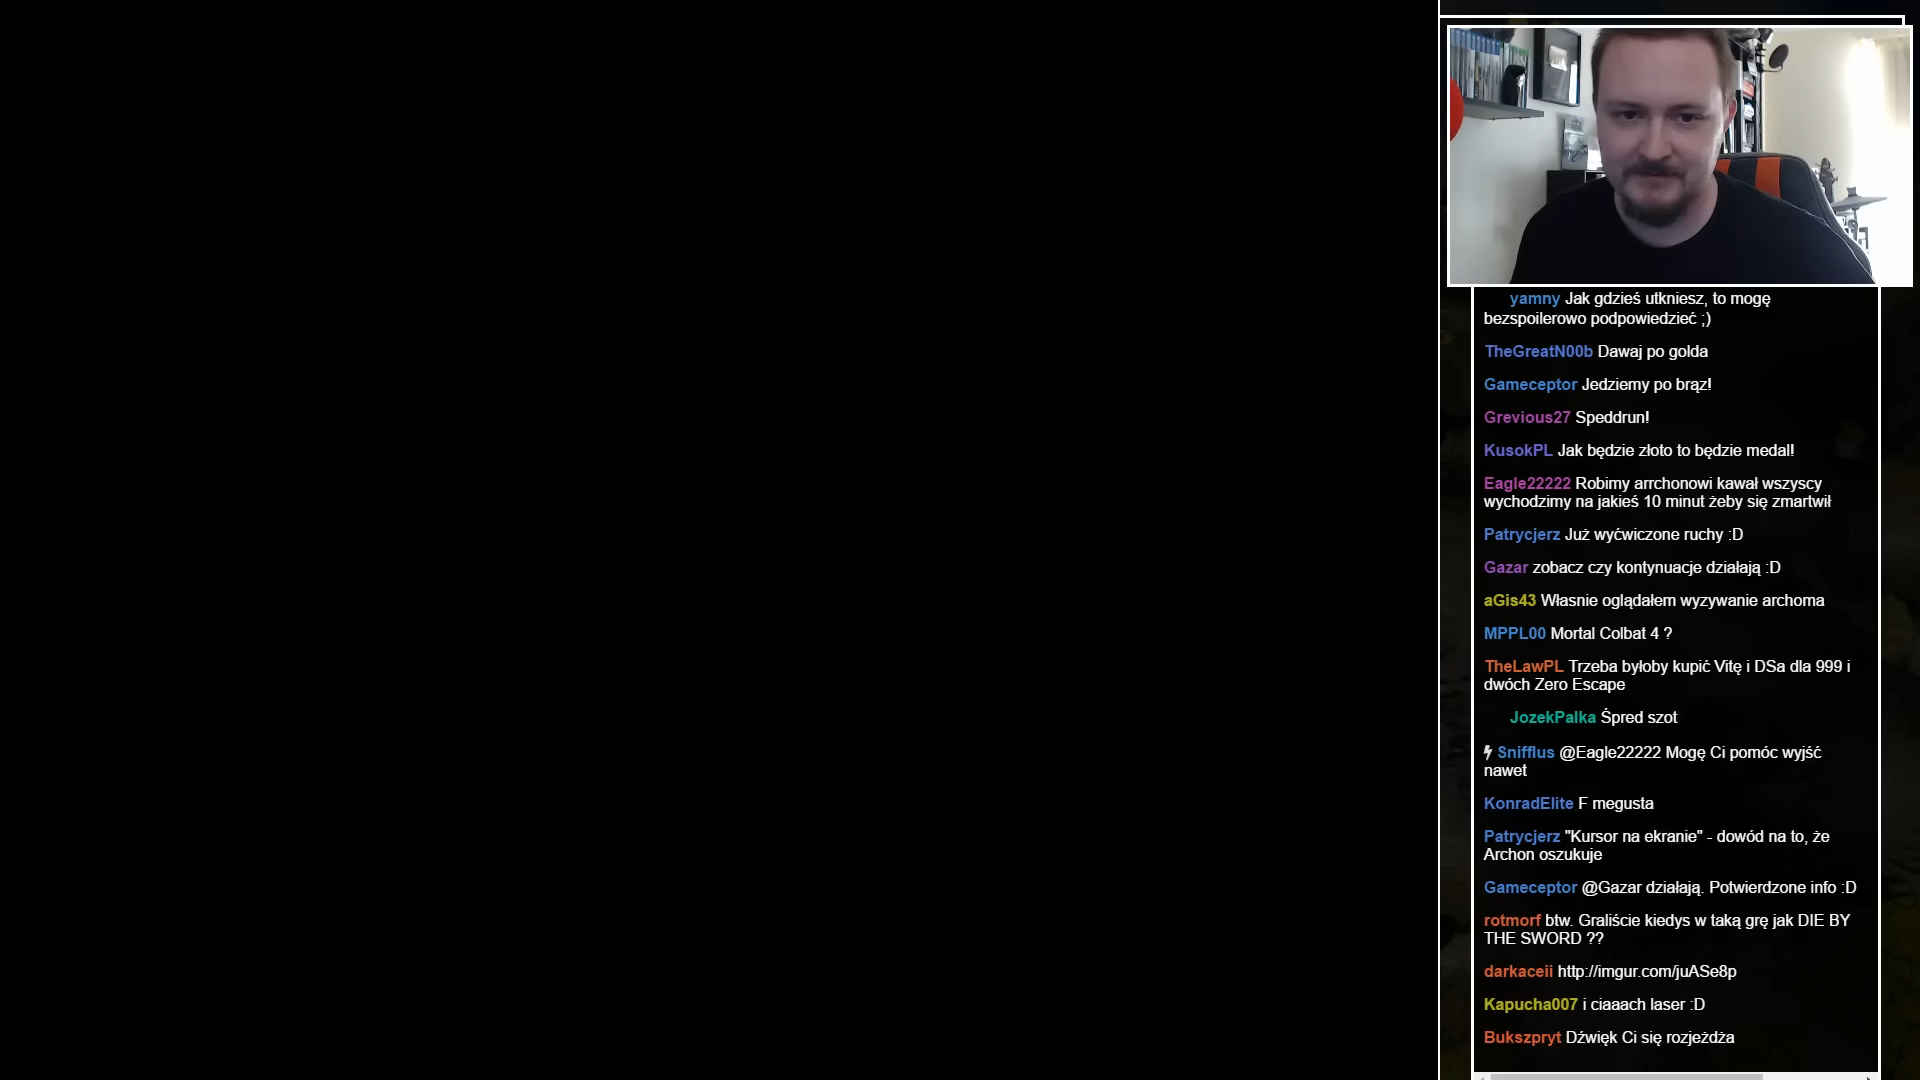 yamny Jak gdzieś utkniesz, to mogę
bezspoilerowo podpowiedzieć ;)
TheGreatN00b Dawaj po golda
Gameceptor Jedziemy po brąz!
Grevious27 Speddrun!
KusokPL Jak będzie złoto to będzie medal!
Eagle22222 Robimy arrchonowi kawał wszyscy
wychodzimy na jakieś 10 minut żeby się zmartwił
Patrycjerz Już wyćwiczone ruchy :D
Gazar zobacz czy kontynuacje działają :D
aGis43 Własnie oglądałem wyzywanie archoma
MPPL00 Mortal Colbat 4 ?
TheLawPL Trzeba byłoby kupić Vitę i DSa dla 999 i
dwóch Zero Escape
JozekPalka Śpred szot
Snifflus @Eagle22222 Mogę Ci pomóc wyjść
nawet
KonradElite F megusta
Patrycjerz "Kursor na ekranie" - dowód na to, że
Archon oszukuje
Gameceptor @Gazar działają. Potwierdzone info :D
rotmorf btw. Graliście kiedys w taką grę jak DIE BY
THE SWORD ??
darkaceii http://imgur.com/juASe8p
Kapucha007 i ciaaach laser :D
Bukszpryt Dźwięk Ci się rozjeżdża